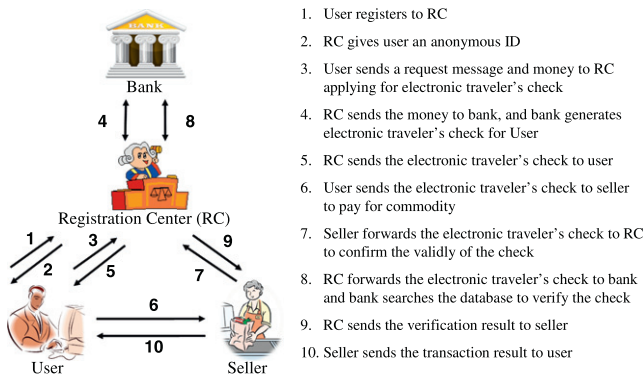 BANK
Bank
4
8
Registration Center (RC)
1
2
3
5
9
7
6
10
User
Seller
1. User registers to RC
2. RC gives user an anonymous ID
3. User sends a request message and money to RC
applying for electronic traveler's check
4. RC sends the money to bank, and bank generates
electronic traveler's check for User
5. RC sends the electronic traveler's check to user
6. User sends the electronic traveler's check to seller
to pay for commodity
7. Seller forwards the electronic traveler's check to RC
to confirm the validly of the check
8. RC forwards the electronic traveler's check to bank
and bank searches the database to verify the check
9. RC sends the verification result to seller
10. Seller sends the transaction result to user